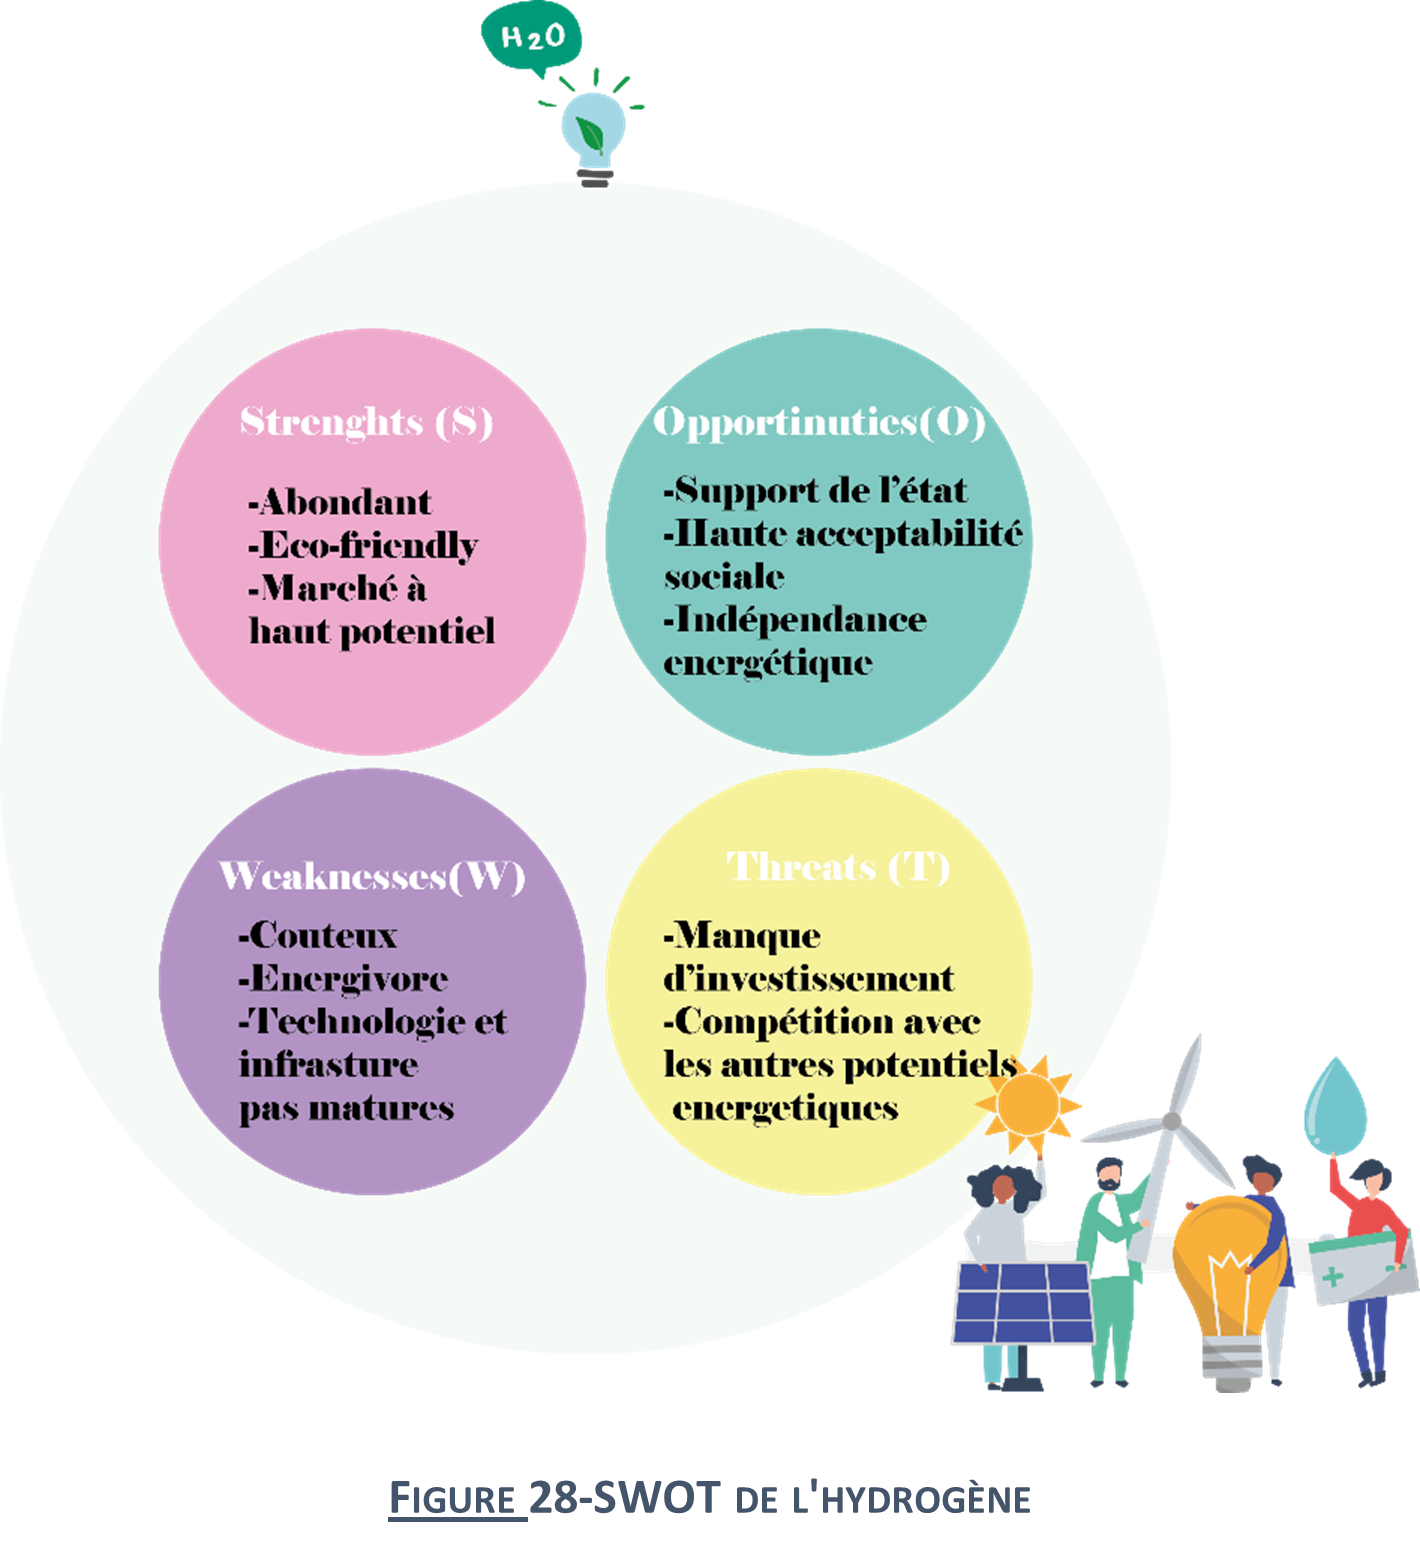 H2O
Strenghts (S)
-Abondant
-Eco-friendly
-Marché à
haut potentiel
Opportinuties(O)
-Support de l'état
-Haute acceptabilité
sociale
-Indépendance
energétique
Weaknesses(W)
-Couteux
-Energivore
-Technologie et
infrasture
pas matures
Threats (T)
-Manque
d'investissement
-Compétition avec
les autres potentiels
energetiques
FIGURE 28-SWOT DE L'HYDROGÈNE